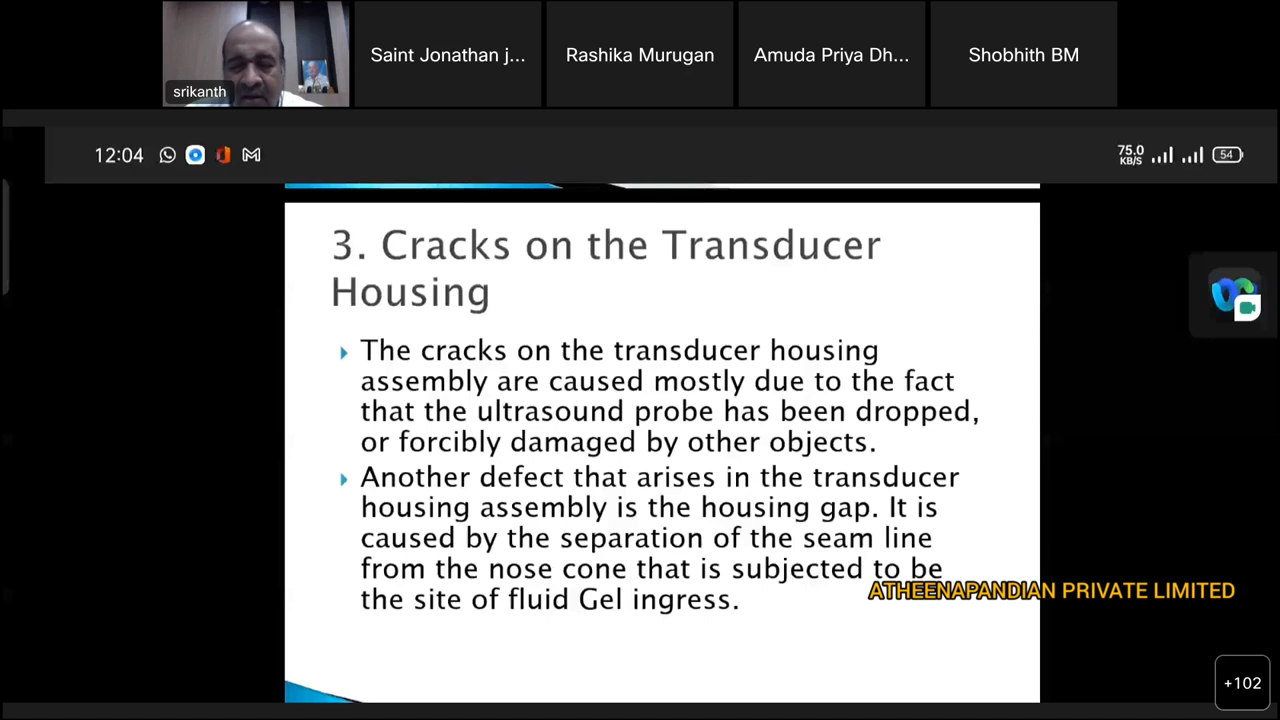 srikanth
Saint Jonathan j...
Rashika Murugan
Amuda Priya Dh...
Shobhith BM
12:04
75.0
KB/S
54
3. Cracks on the Transducer
Housing
The cracks on the transducer housing
assembly are caused mostly due to the fact
that the ultrasound probe has been dropped,
or forcibly damaged by other objects.
Another defect that arises in the transducer
housing assembly is the housing gap. It is
caused by the separation of the seam line
from the nose cone that is subjected to be
the site of fluid Gel ingress.
ATHEENAPANDIAN PRIVATE LIMITED
+102